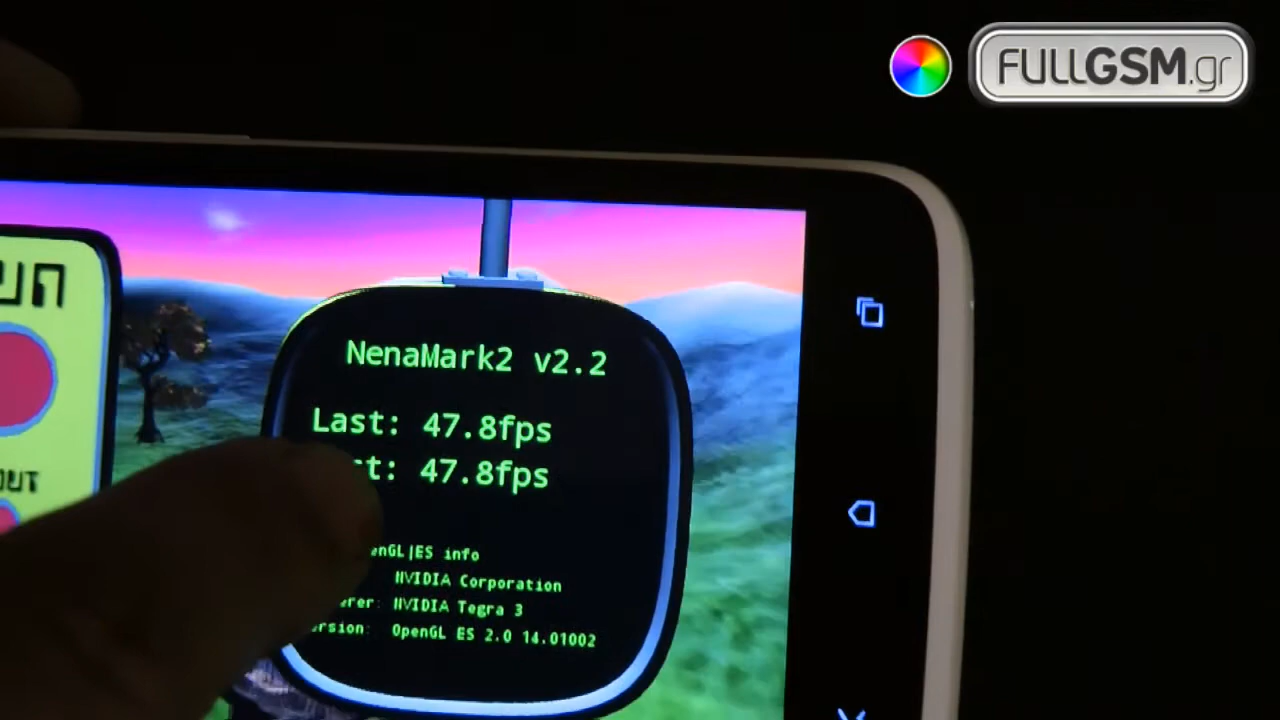 FULLGSM.gr
NenaMark2 v2.2
Last: 47.8fps
47.8fps
info
NVIDIA Corporation
NVIDIA Tegra 3
OpenGL ES 2.0 14.01002